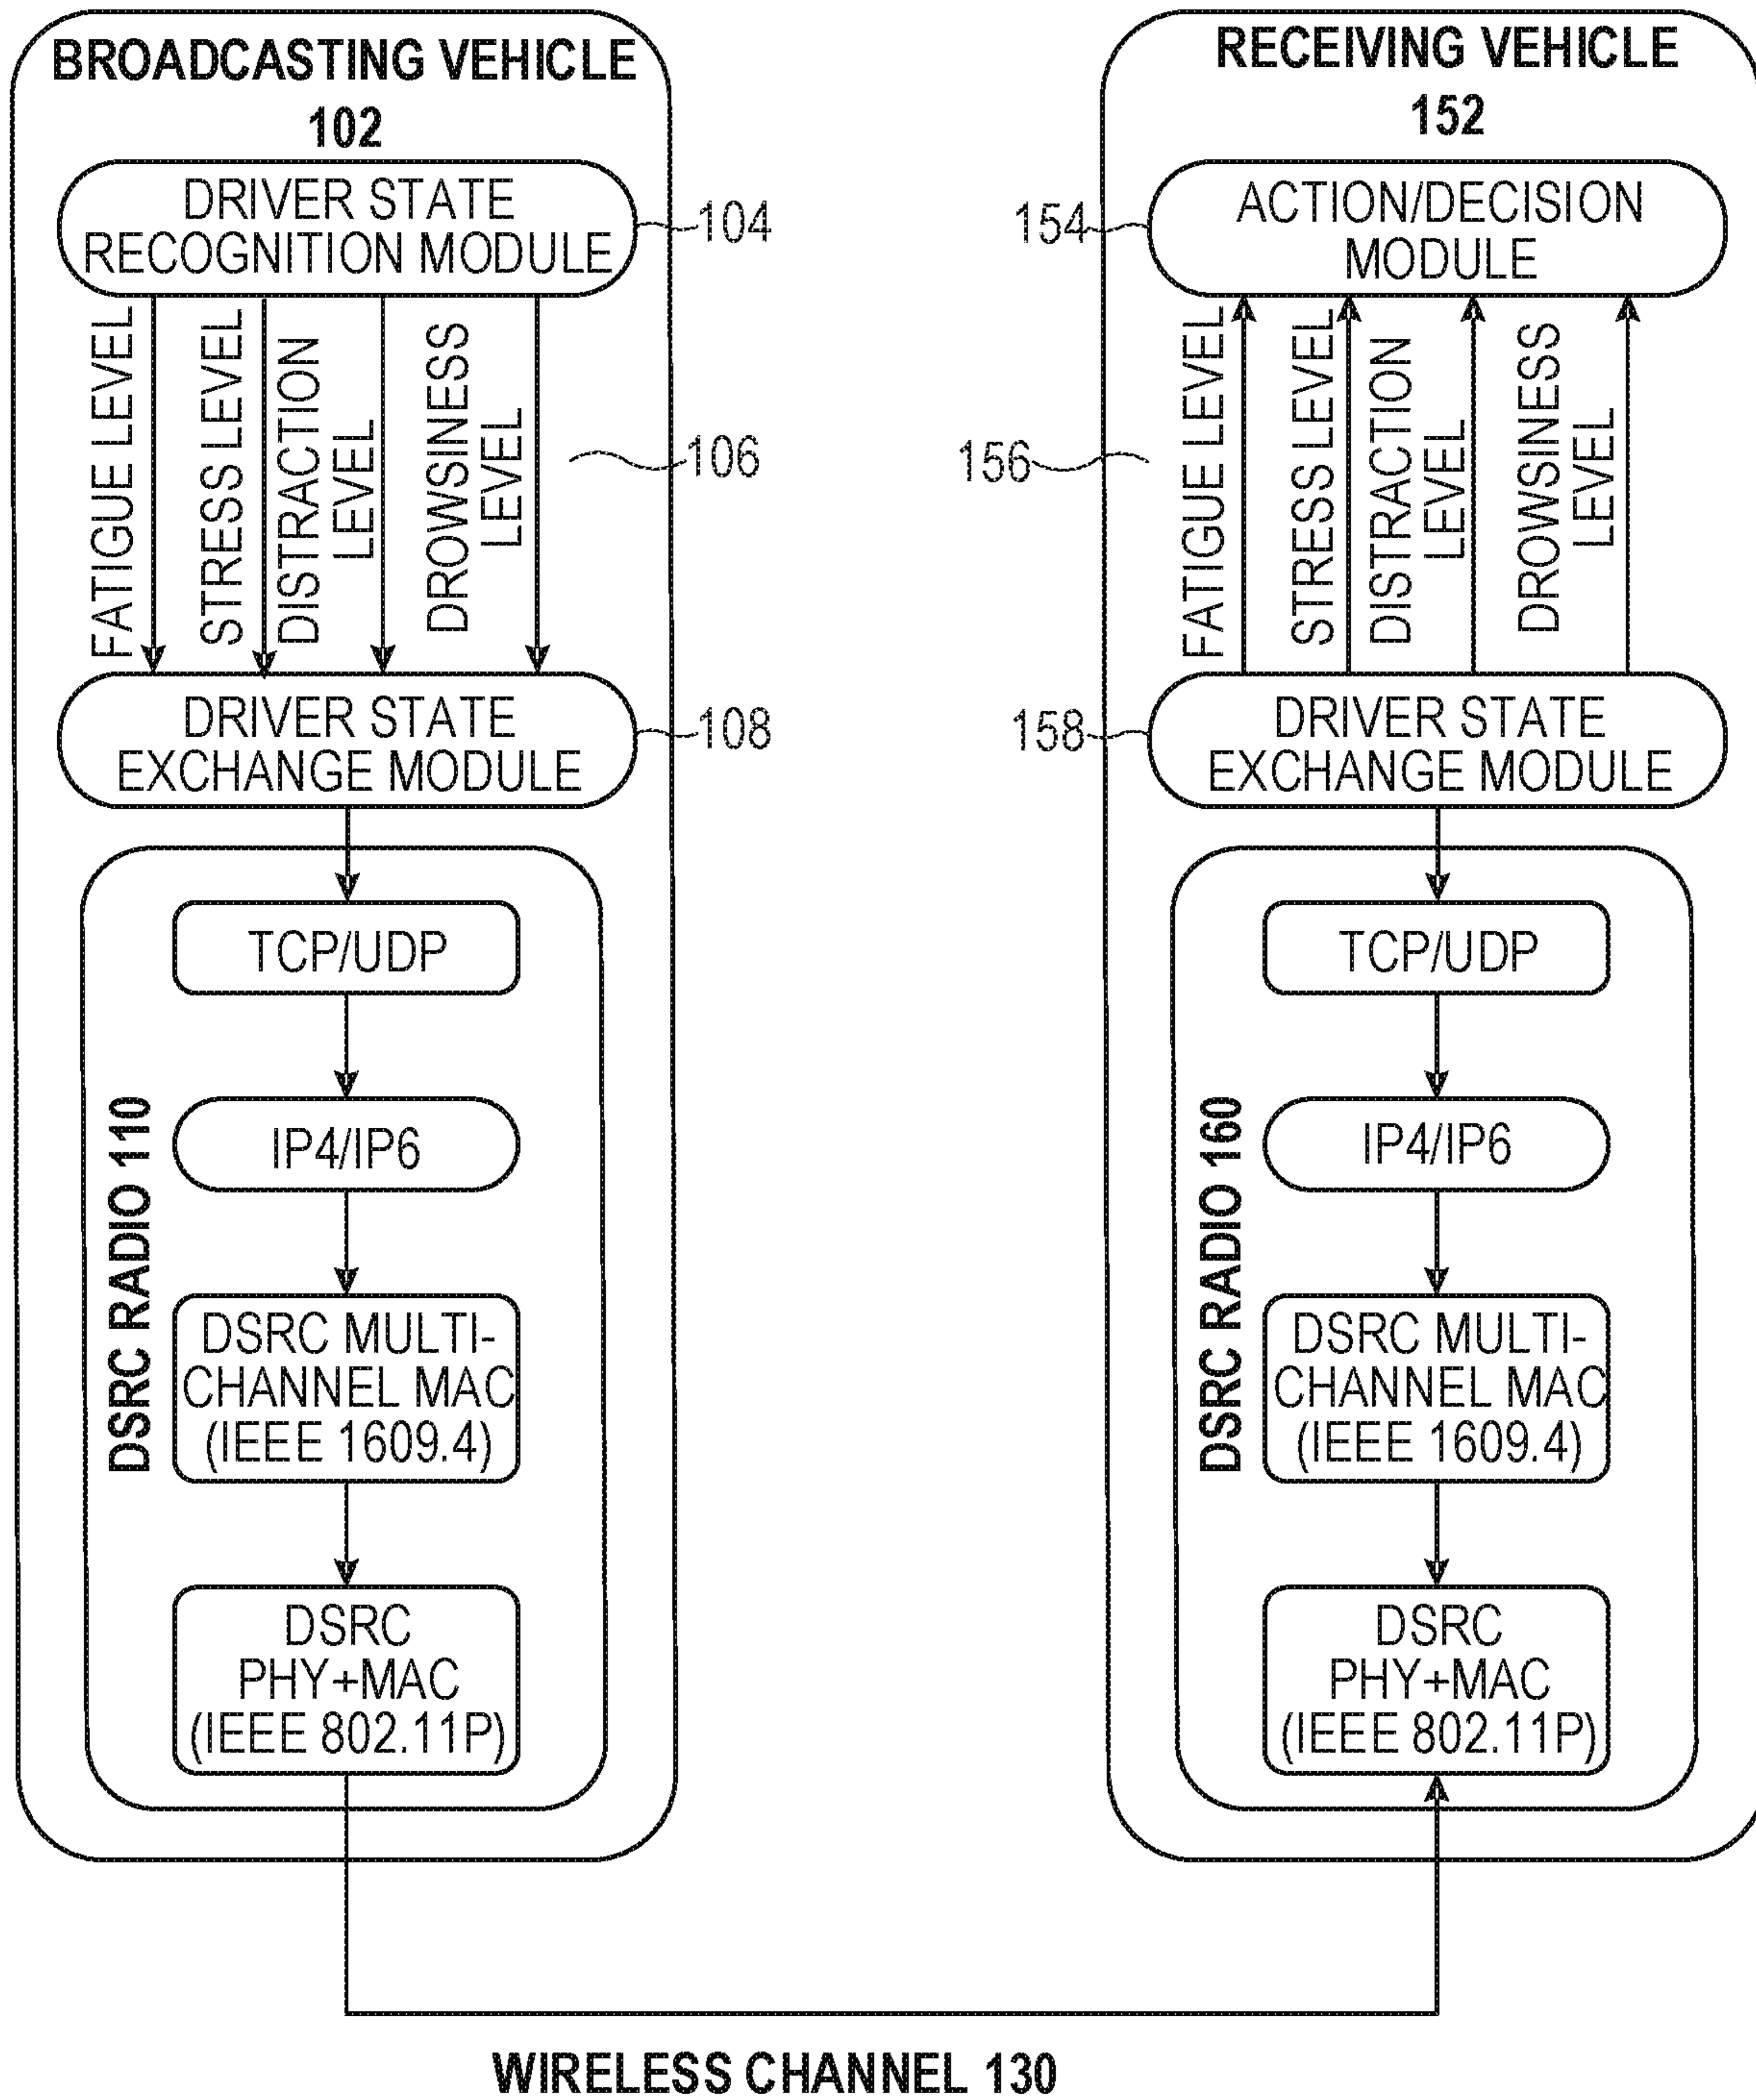 BROADCASTING VEHICLE
102
DRIVER STATE
RECOGNITION MODULE
104
FATIGUE LEVEL
STRESS LEVEL
DISTRACTION
LEVEL
DROWSINESS
LEVEL
106
DRIVER STATE
EXCHANGE MODULE
108
DSRC RADIO 110
TCP/UDP
IP4/IP6
DSRC MULTI-
CHANNEL MAC
(IEEE 1609.4)
DSRC
PHY+MAC
(IEEE 802.11P)
RECEIVING VEHICLE
152
154
ACTION/DECISION
MODULE
156
FATIGUE LEVEL
STRESS LEVEL
DISTRACTION
LEVEL
DROWSINESS
LEVEL
158
DRIVER STATE
EXCHANGE MODULE
DSRC RADIO 160
TCP/UDP
IP4/IP6
DSRC MULTI-
CHANNEL MAC
(IEEE 1609.4)
DSRC
PHY+MAC
(IEEE 802.11P)
WIRELESS CHANNEL 130